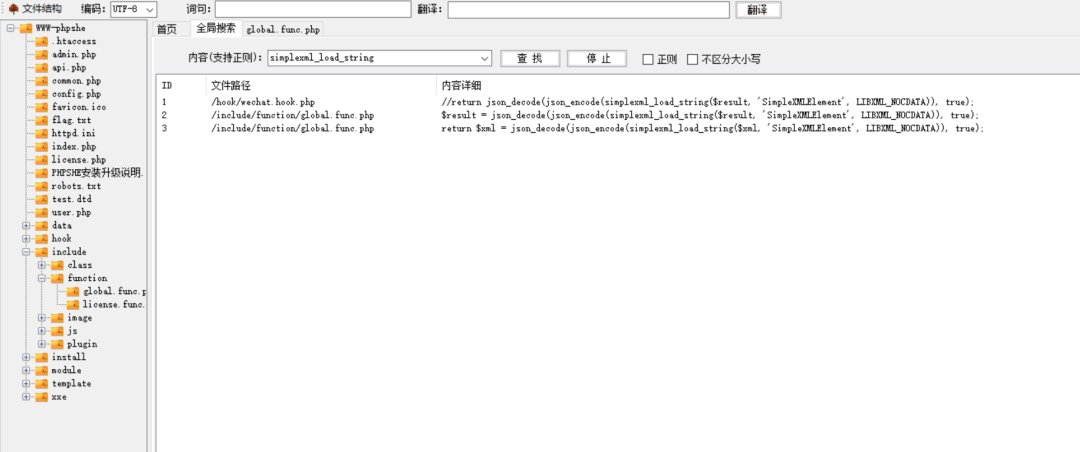 文件结构 编码: UTF-8 词句: 翻译: 翻译
WWW-phpshe
.htaccess
admin.php
api.php
common.php
config.php
favicon.ico
flag.txt
httpd.ini
index.php
license.php
PHPSHE安装升级说明.
robots.txt
test.dtd
user.php
data
hook
include
class
function
global.func.p
license.func.
image
js
plugin
install
module
template
xxe
首页 全局搜索 global.func.php
内容(支持正则): simplexml_load_string 查 找 停 止 正则 不区分大小写
ID 文件路径 内容详细
1 /hook/wechat.hook.php //return json_decode(json_encode(simplexml_load_string($result, 'SimpleXMLElement', LIBXML_NOCDATA)), true);
2 /include/function/global.func.php $result = json_decode(json_encode(simplexml_load_string($result, 'SimpleXMLElement', LIBXML_NOCDATA)), true);
3 /include/function/global.func.php return $xml = json_decode(json_encode(simplexml_load_string($xml, 'SimpleXMLElement', LIBXML_NOCDATA)), true);